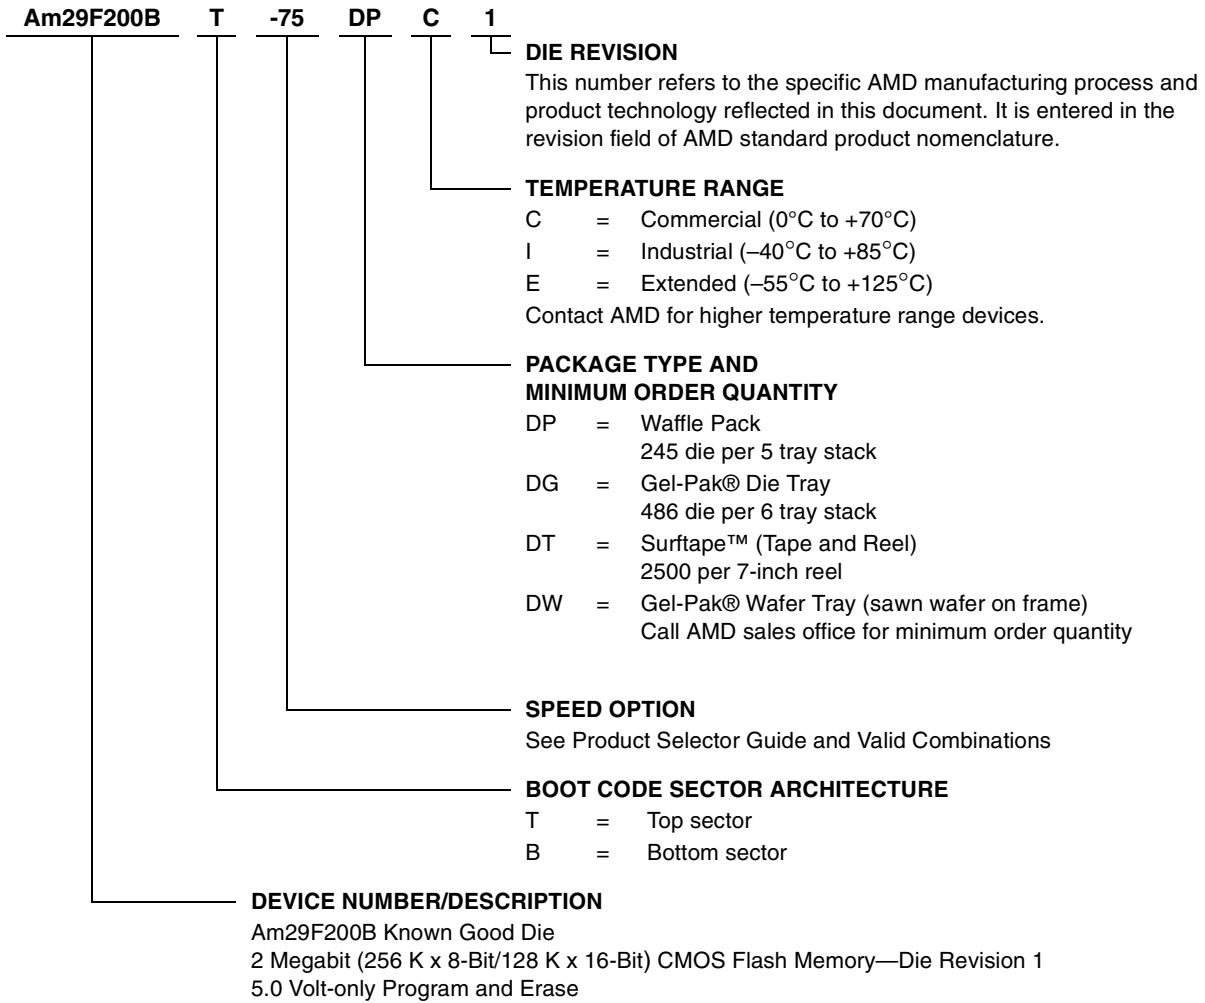 Am29F200B T -75 DP C 1
DIE REVISION
This number refers to the specific AMD manufacturing process and
product technology reflected in this document. It is entered in the
revision field of AMD standard product nomenclature.
TEMPERATURE RANGE
C = Commercial (0°C to +70°C)
I = Industrial (–40°C to +85°C)
E = Extended (–55°C to +125°C)
Contact AMD for higher temperature range devices.
PACKAGE TYPE AND
MINIMUM ORDER QUANTITY
DP = Waffle Pack
245 die per 5 tray stack
DG = Gel-Pak® Die Tray
486 die per 6 tray stack
DT = Surftape™ (Tape and Reel)
2500 per 7-inch reel
DW = Gel-Pak® Wafer Tray (sawn wafer on frame)
Call AMD sales office for minimum order quantity
SPEED OPTION
See Product Selector Guide and Valid Combinations
BOOT CODE SECTOR ARCHITECTURE
T = Top sector
B = Bottom sector
DEVICE NUMBER/DESCRIPTION
Am29F200B Known Good Die
2 Megabit (256 K x 8-Bit/128 K x 16-Bit) CMOS Flash Memory—Die Revision 1
5.0 Volt-only Program and Erase